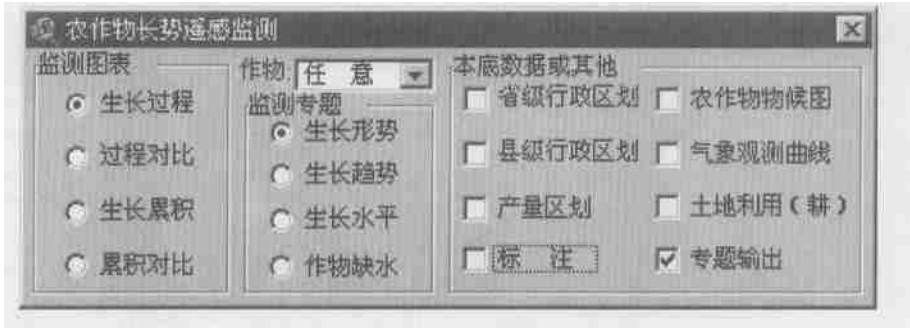 农作物长势遥感监测
监测图表
生长过程
过程对比
生长累积
累积对比
作物:任 意
监测专题
生长形势
生长趋势
生长水平
作物缺水
本底数据或其他
省级行政区划 农作物物候图
县级行政区划 气象观测曲线
产量区划 土地利用(耕)
标 注 专题输出